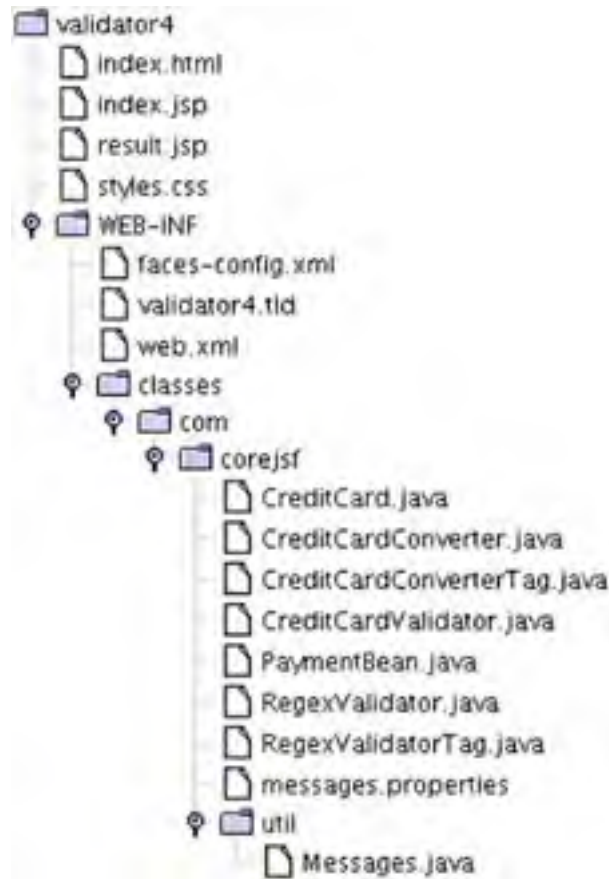 validator4
index.html
index.jsp
result.jsp
styles.css
WEB-INF
faces-config.xml
validator4.tld
web.xml
classes
com
corejsf
CreditCard.java
CreditCardConverter.java
CreditCardConverterTag.java
CreditCardValidator.java
PaymentBean.java
RegexValidator.java
RegexValidatorTag.java
messages.properties
util
Messages.java